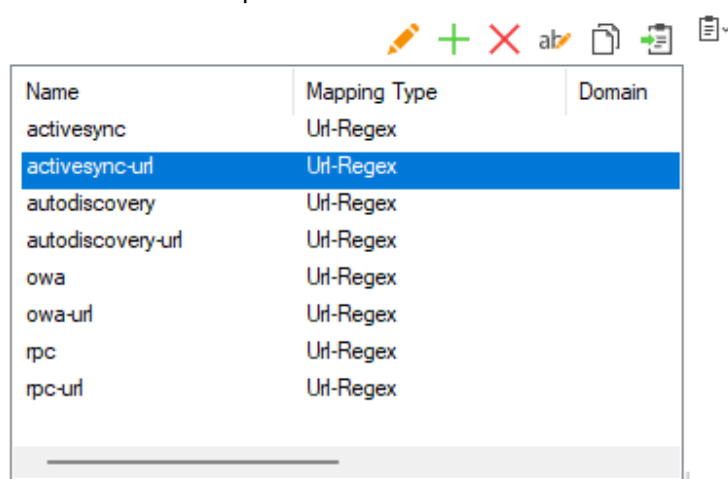 Name Mapping Type Domain
activesync Url-Regex
activesync-url Url-Regex
autodiscovery Url-Regex
autodiscovery-url Url-Regex
owa Url-Regex
owa-url Url-Regex
rpc Url-Regex
rpc-url Url-Regex